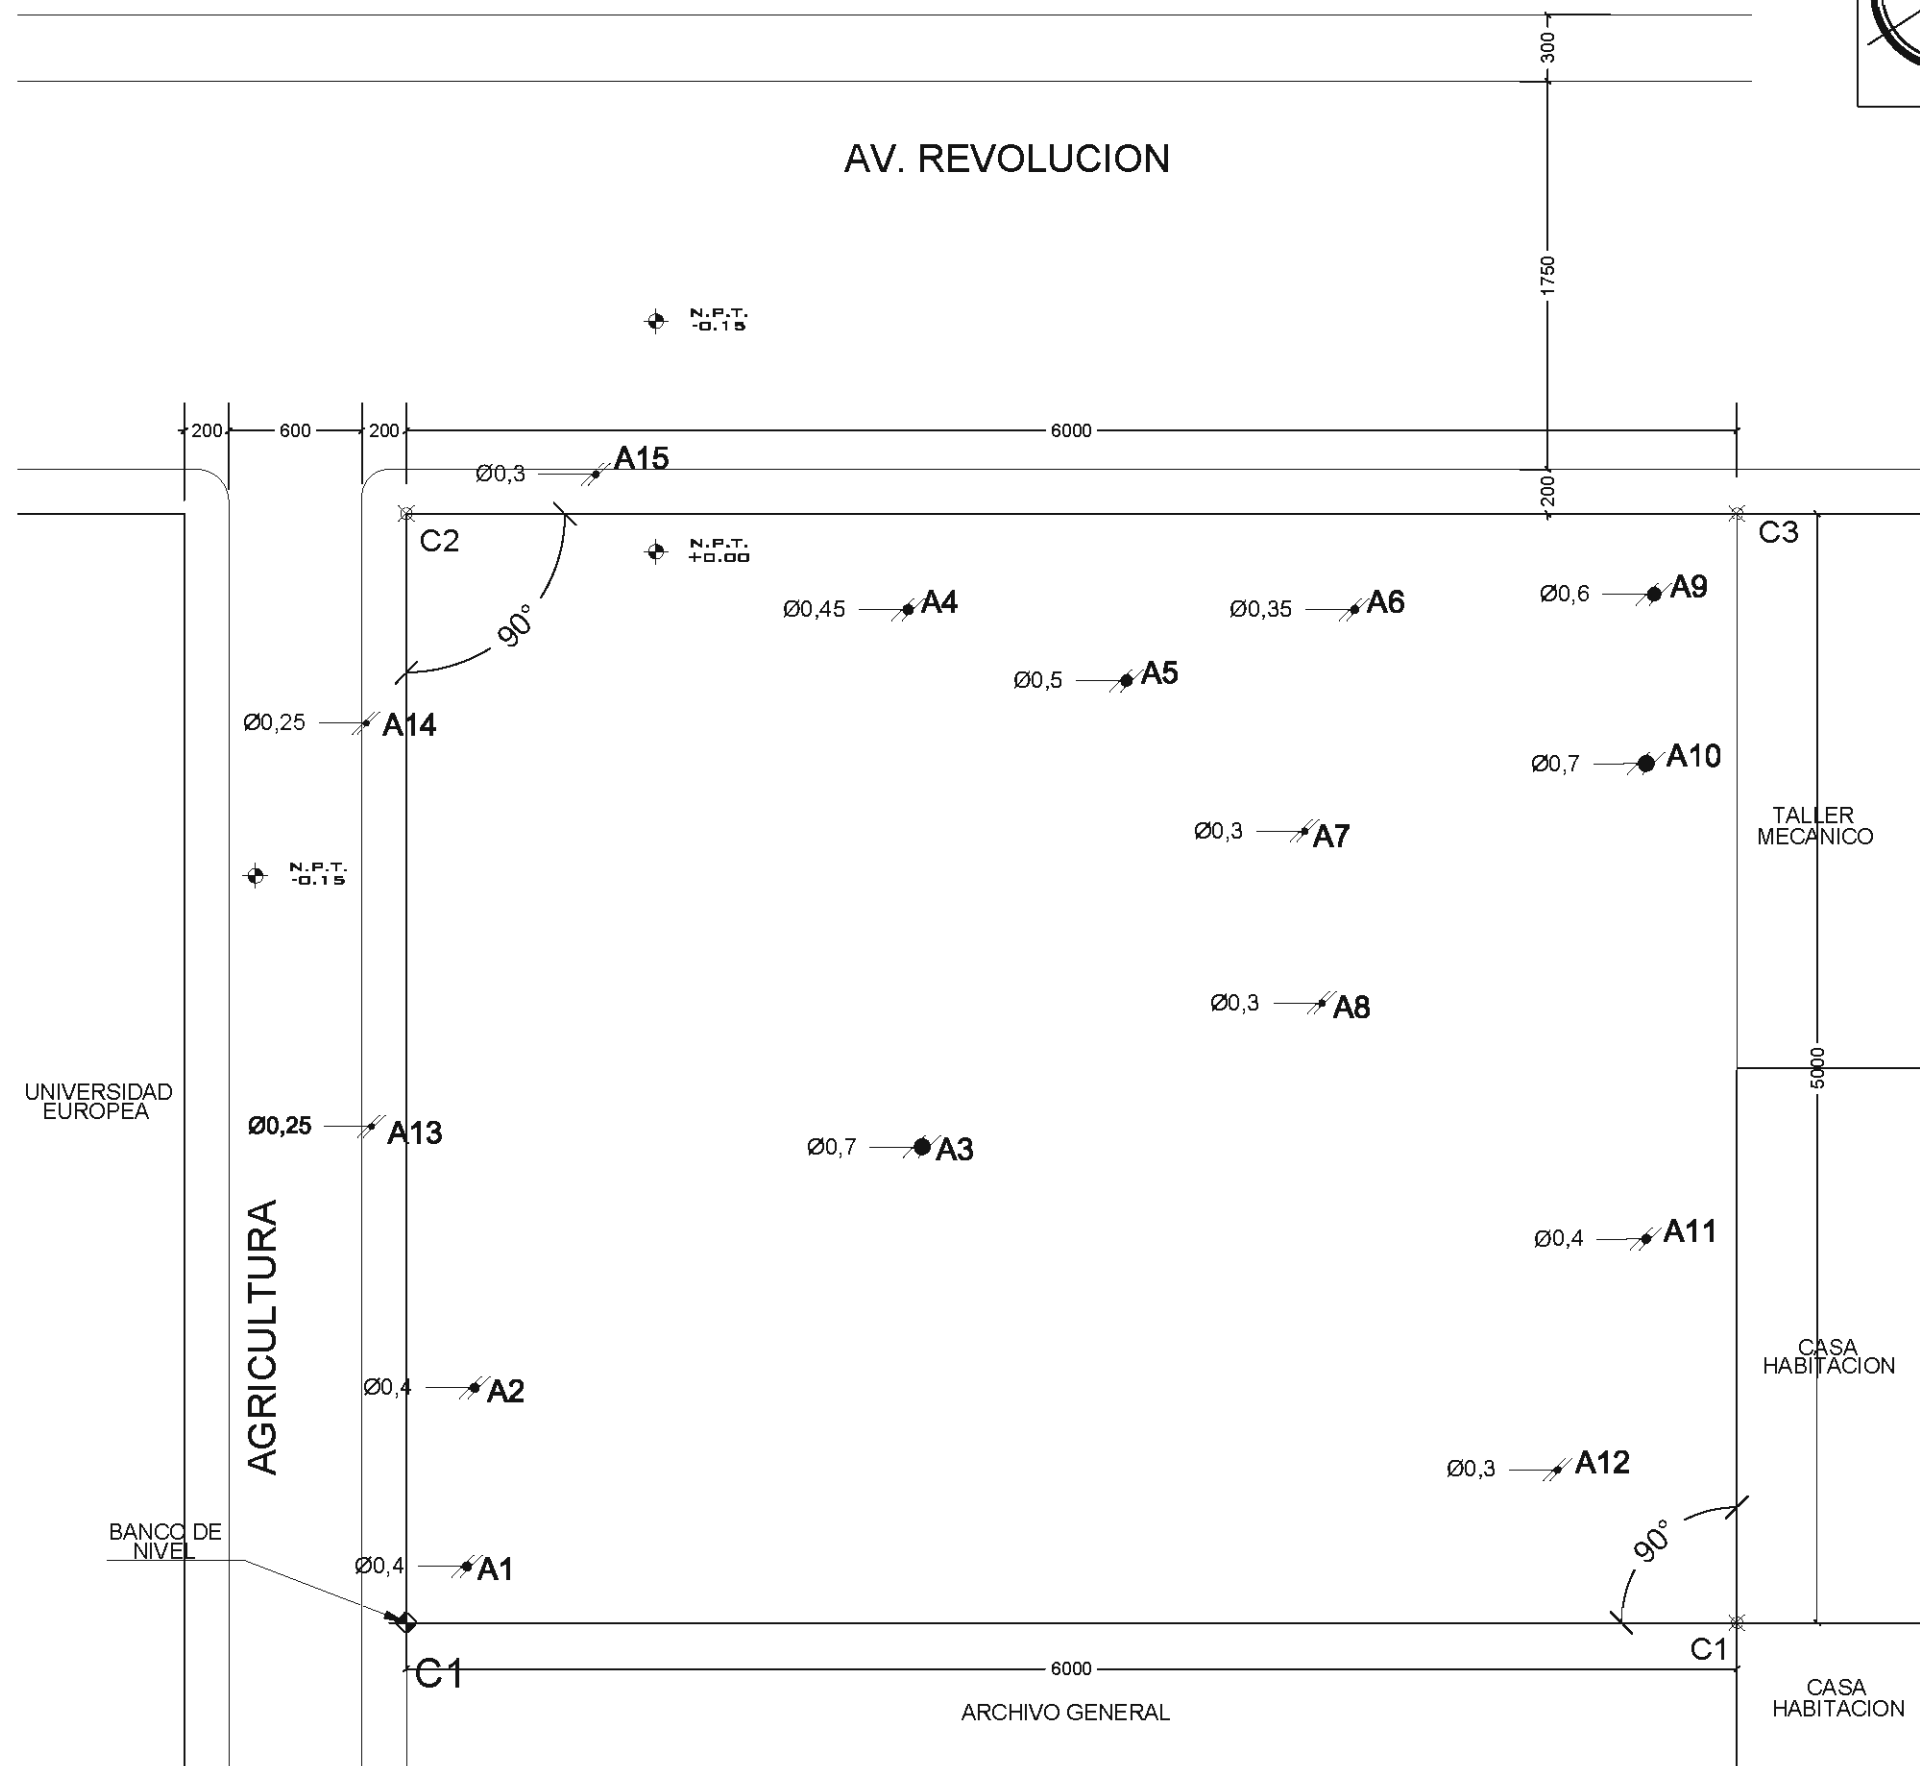 300
AV. REVOLUCION
1750
N.P.T.
-0.15
200
600
200
6000
A15
Ø0,3
200
C2
C3
N.P.T.
+0.00
90°
Ø0,45
A4
Ø0,35
A6
Ø0,6
A9
Ø0,5
A5
Ø0,25
A14
Ø0,7
A10
Ø0,3
A7
TALLER
MECANICO
N.P.T.
-0.15
Ø0,3
A8
5000
UNIVERSIDAD
EUROPEA
Ø0,25
A13
Ø0,7
A3
Ø0,4
A11
AGRICULTURA
CASA
HABITACION
Ø0,4
A2
Ø0,3
A12
BANCO DE
NIVEL
90°
Ø0,4
A1
C1
C1
6000
ARCHIVO GENERAL
CASA
HABITACION